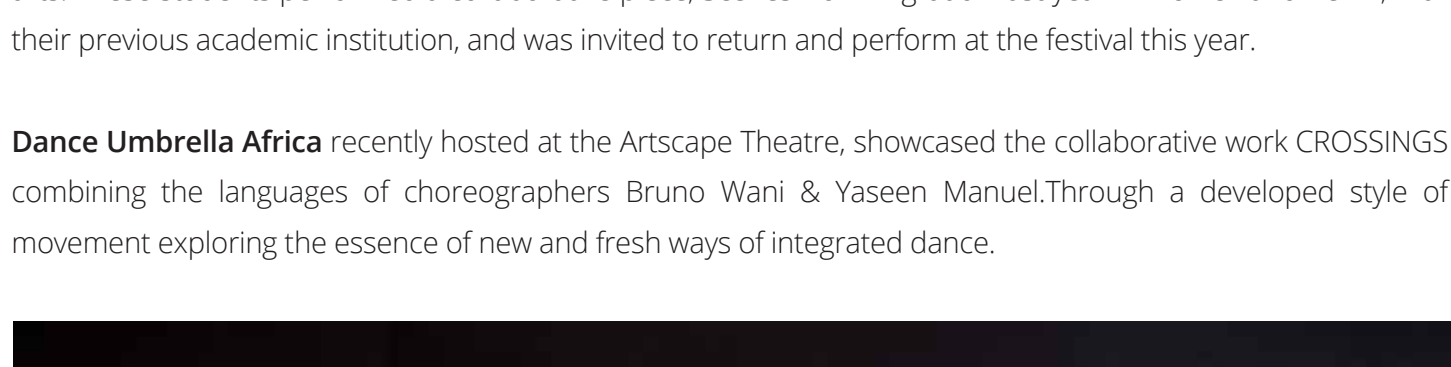 their previous academic institution, and was invited to return and perform at the festival this year.
Dance Umbrella Africa recently hosted at the Artscape Theatre, showcased the collaborative work CROSSINGS
combining the languages of choreographers Bruno Wani & Yaseen Manuel.Through a developed style of
movement exploring the essence of new and fresh ways of integrated dance.